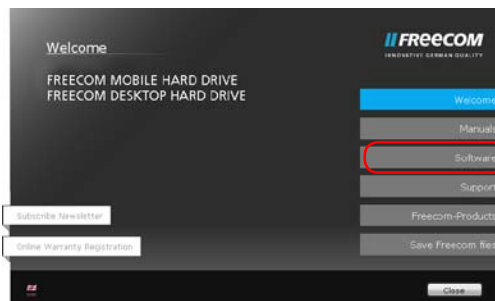 Welcome
FREECOM
INNOVATIVE GERMAN QUALITY
FREECOM MOBILE HARD DRIVE
FREECOM DESKTOP HARD DRIVE
Welcome
Manuals
Software
Support
Freecom-Products
Save Freecom files
Subscribe Newsletter
Online Warranty Registration
Close